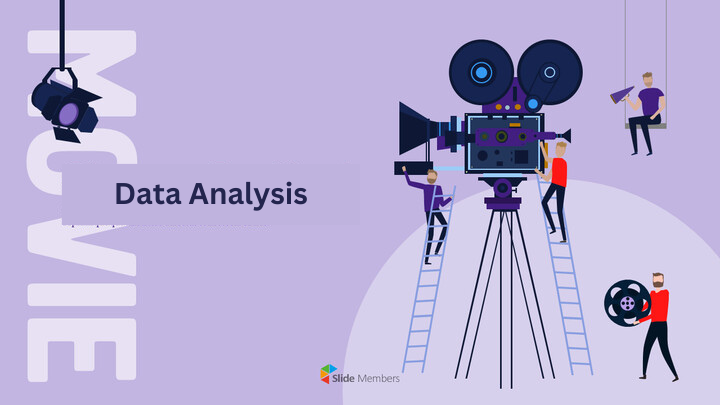 MOVIE
Data Analysis
Slide Members